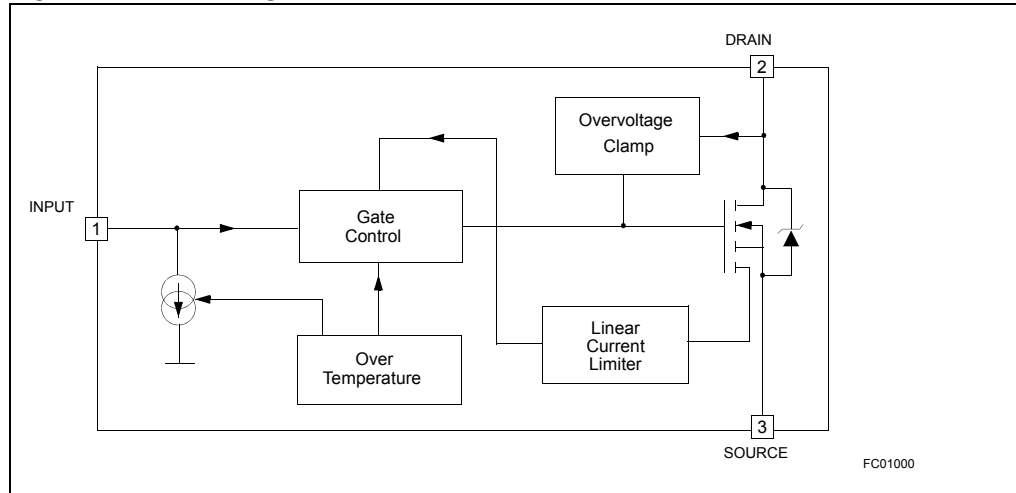 DRAIN
2
Overvoltage
Clamp
INPUT
1
Gate
Control
Linear
Current
Limiter
Over
Temperature
3
SOURCE
FC01000